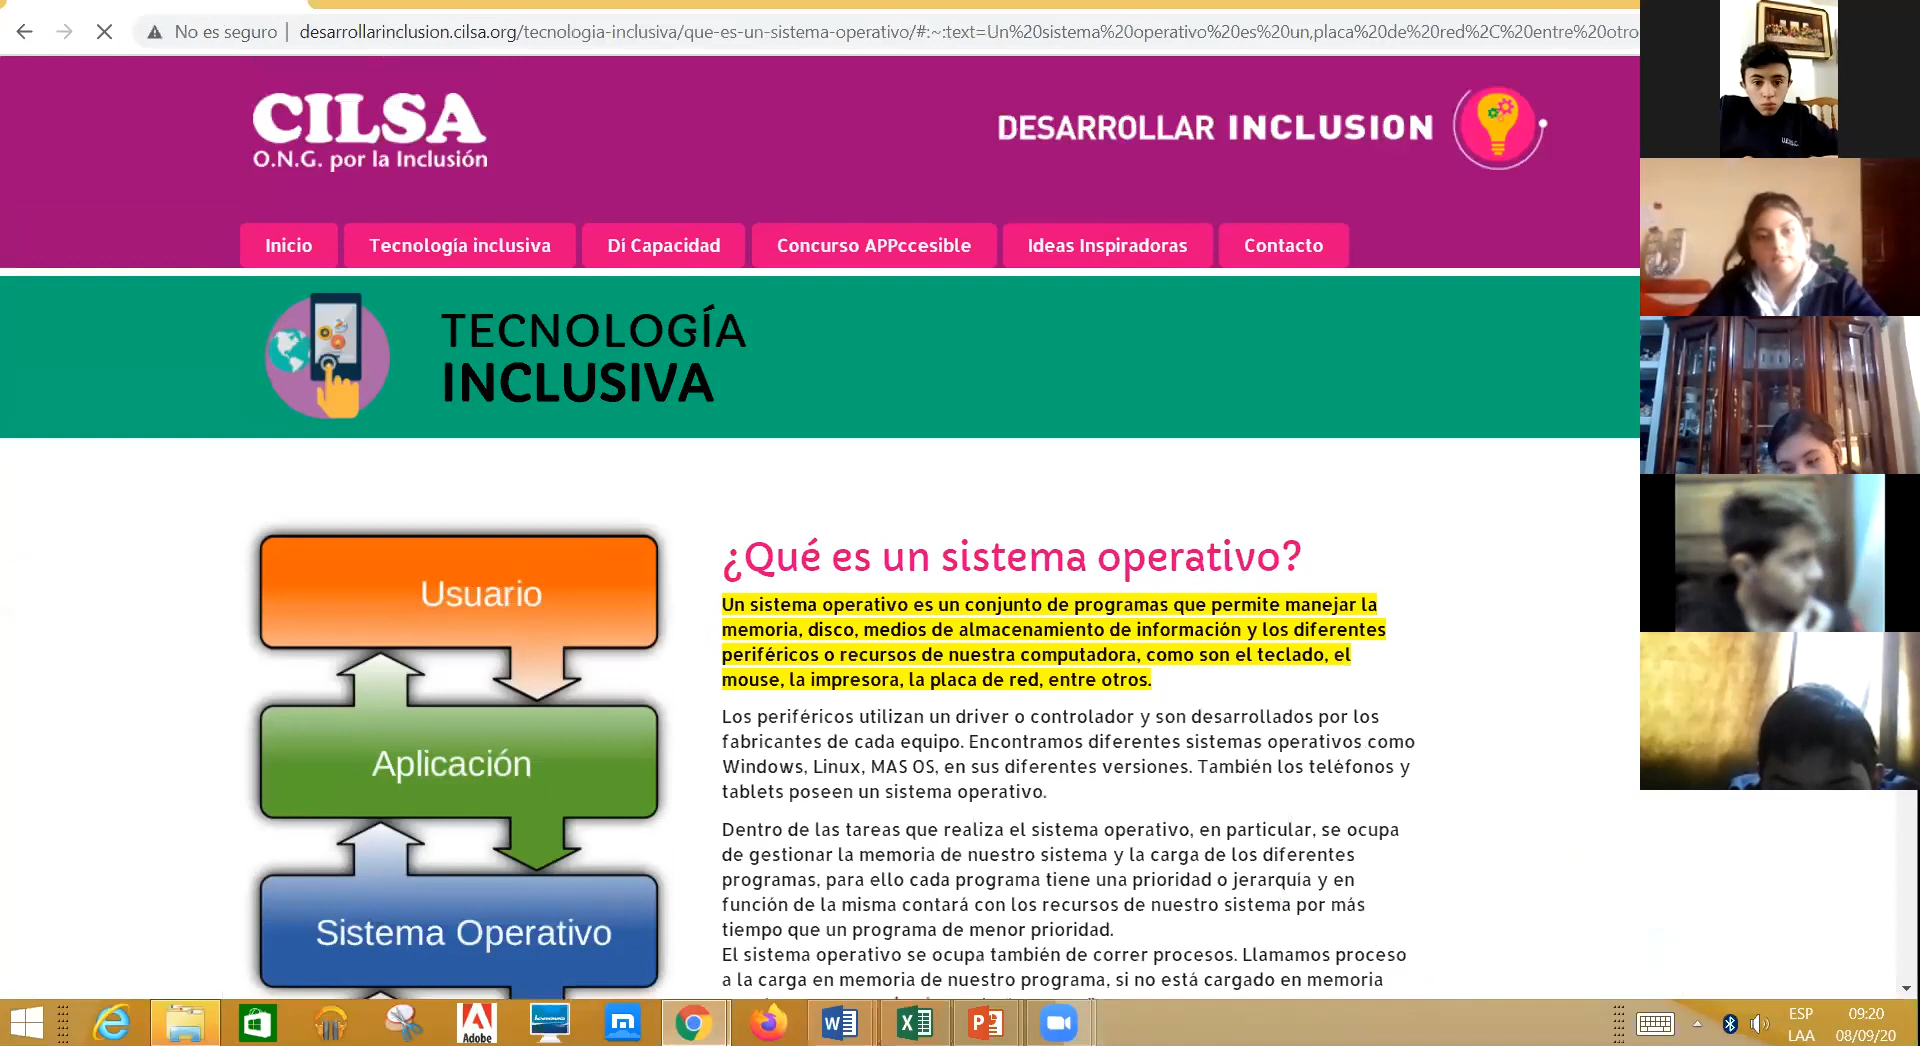 No es seguro | desarrollarinclusion.cilsa.org/tecnologia-inclusiva/que-es-un-sistema-operativo/#:~:text=Un%20sistema%20operativo%20es%20un,placa%20de%20red%2C%20entre%20otro
CILSA
O.N.G. por la Inclusión
DESARROLLAR INCLUSION
Inicio
Tecnología inclusiva
Dí Capacidad
Concurso APPccesible
Ideas Inspiradoras
Contacto
TECNOLOGÍA
INCLUSIVA
Usuario
Aplicación
Sistema Operativo
¿Qué es un sistema operativo?
Un sistema operativo es un conjunto de programas que permite manejar la
memoria, disco, medios de almacenamiento de información y los diferentes
periféricos o recursos de nuestra computadora, como son el teclado, el
mouse, la impresora, la placa de red, entre otros.
Los periféricos utilizan un driver o controlador y son desarrollados por los
fabricantes de cada equipo. Encontramos diferentes sistemas operativos como
Windows, Linux, MAS OS, en sus diferentes versiones. También los teléfonos y
tablets poseen un sistema operativo.
Dentro de las tareas que realiza el sistema operativo, en particular, se ocupa
de gestionar la memoria de nuestro sistema y la carga de los diferentes
programas, para ello cada programa tiene una prioridad o jerarquía y en
función de la misma contará con los recursos de nuestro sistema por más
tiempo que un programa de menor prioridad.
El sistema operativo se ocupa también de correr procesos. Llamamos proceso
a la carga en memoria de nuestro programa, si no está cargado en memoria
Adobe
lenovo
ESP
LAA
09:20
08/09/20